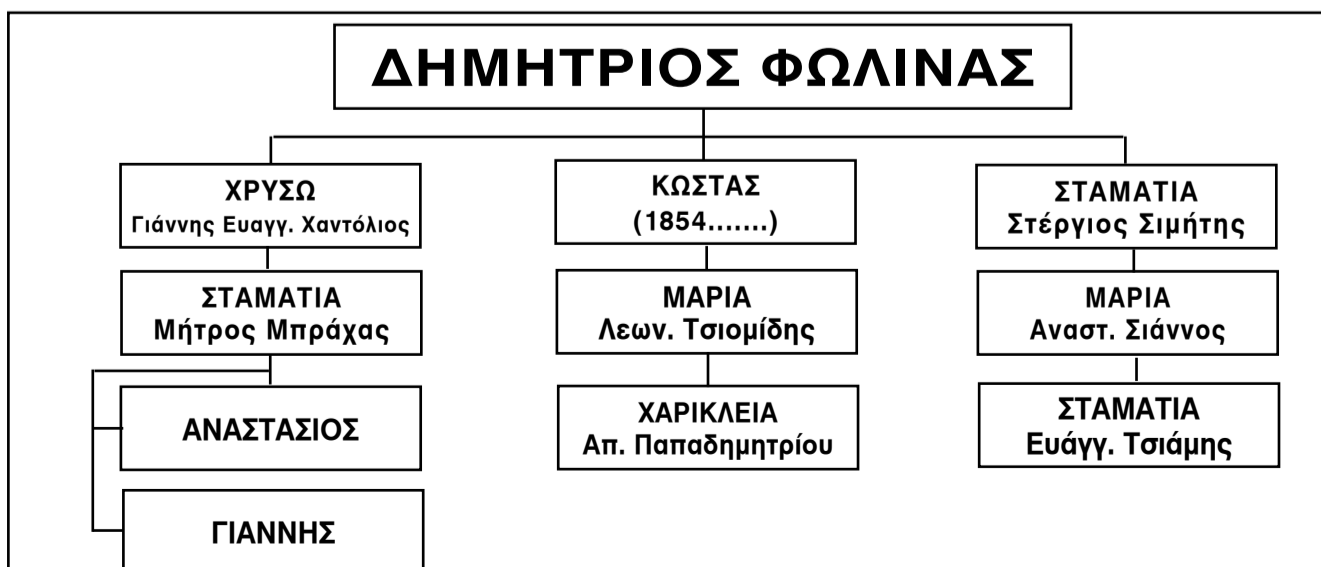 ΔΗΜΗΤΡΙΟΣ ΦΩΛΙΝΑΣ
ΧΡΥΣΩ
Γιάννης Ευαγγ. Χαντόλιος
ΚΩΣΤΑΣ
(1854.......)
ΣΤΑΜΑΤΙΑ
Στέργιος Σιμήτης
ΣΤΑΜΑΤΙΑ
Μήτρος Μπράχας
ΜΑΡΙΑ
Λεων. Τσιομίδης
ΜΑΡΙΑ
Αναστ. Σιάννος
ΑΝΑΣΤΑΣΙΟΣ
ΧΑΡΙΚΛΕΙΑ
Απ. Παπαδημητρίου
ΣΤΑΜΑΤΙΑ
Ευάγγ. Τσιάμης
ΓΙΑΝΝΗΣ